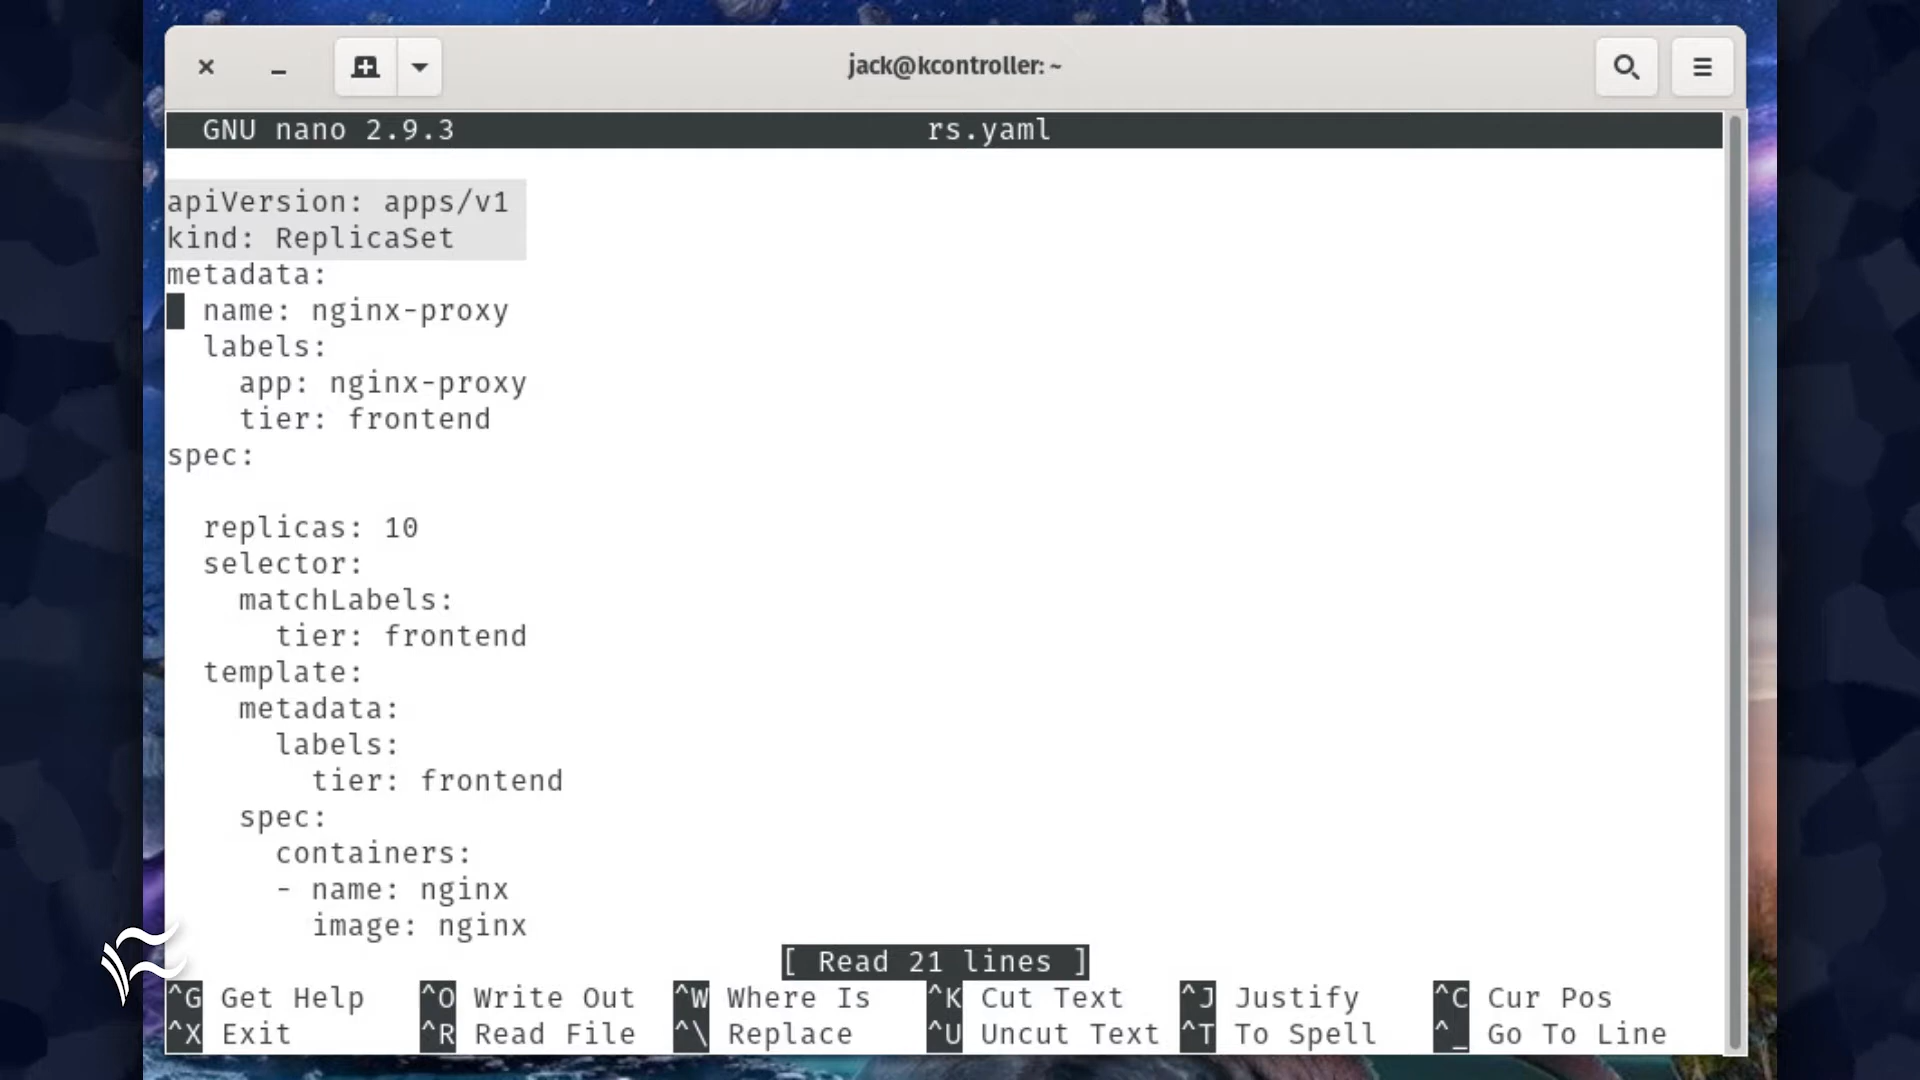 jack@kcontroller: ~
GNU nano 2.9.3 rs.yaml
apiVersion: apps/v1
kind: ReplicaSet
metadata:
  name: nginx-proxy
  labels:
    app: nginx-proxy
    tier: frontend
spec:
  replicas: 10
  selector:
    matchLabels:
      tier: frontend
  template:
    metadata:
      labels:
        tier: frontend
    spec:
      containers:
      - name: nginx
        image: nginx
[ Read 21 lines ]
^G Get Help ^O Write Out ^W Where Is ^K Cut Text ^J Justify ^C Cur Pos
^X Exit ^R Read File ^\ Replace ^U Uncut Text ^T To Spell ^_ Go To Line